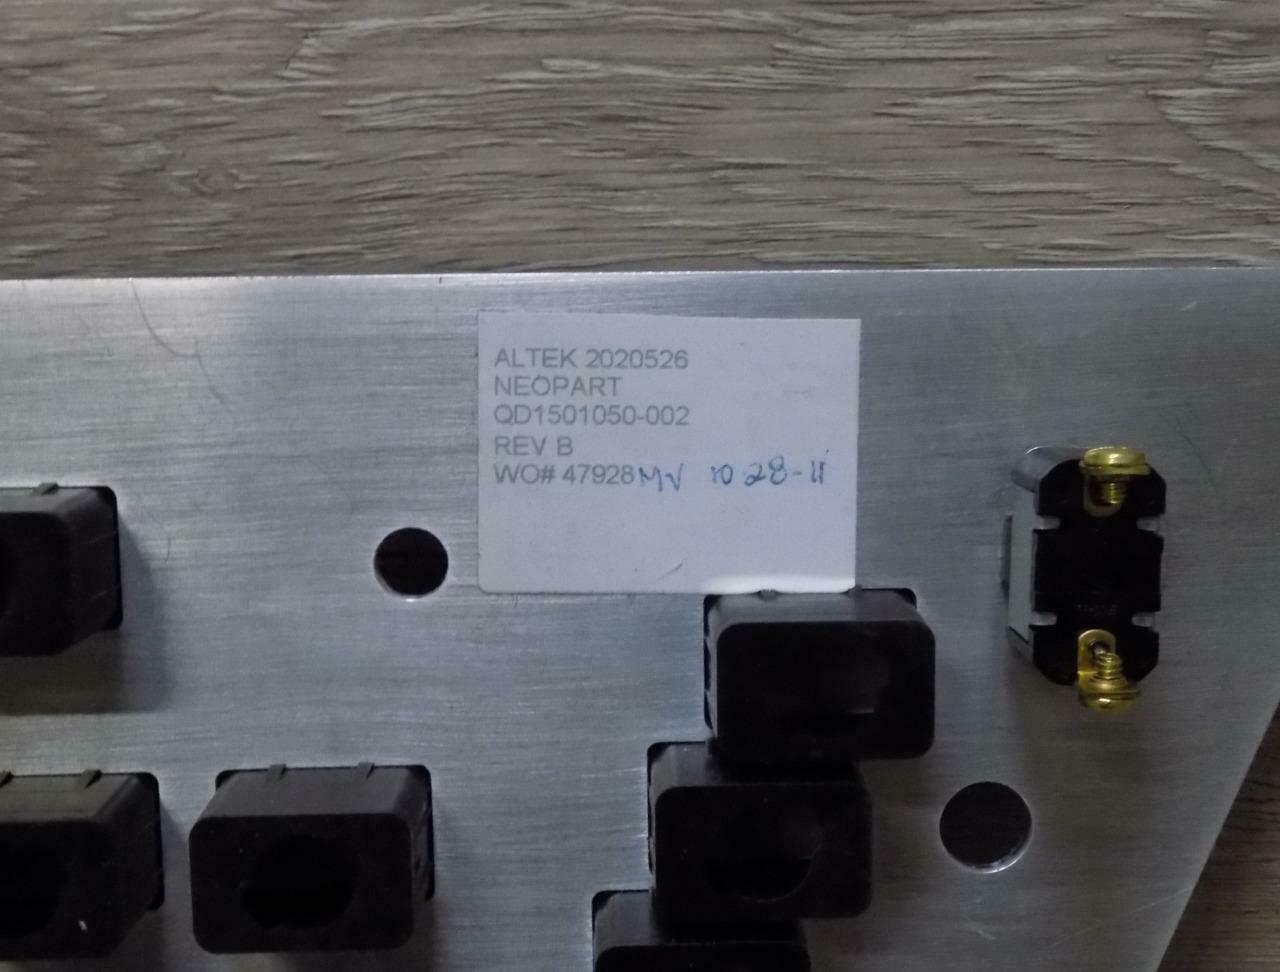 ALTEK 2020526
NEOPART
QD1501050-002
REV B
WO# 47928 MV 10-28-11